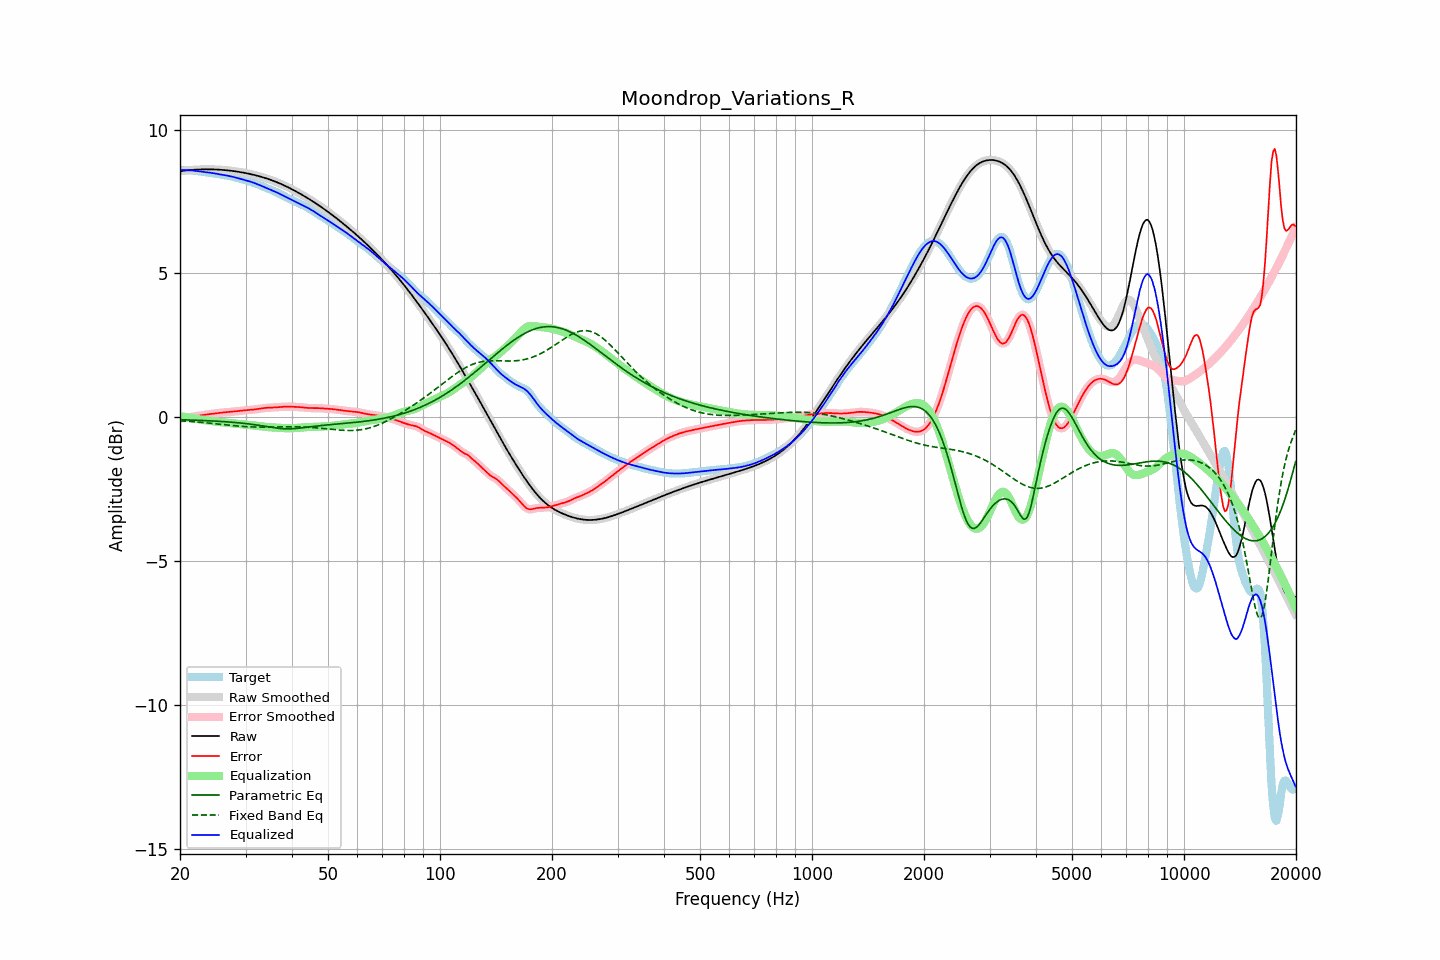 Moondrop_Variations_R
Amplitude (dBr)
10
5
0
−5
−10
−15
Target
Raw Smoothed
Error Smoothed
Raw
Error
Equalization
Parametric Eq
Fixed Band Eq
Equalized
20 50 100 200 500 1000 2000 5000 10000 20000
Frequency (Hz)